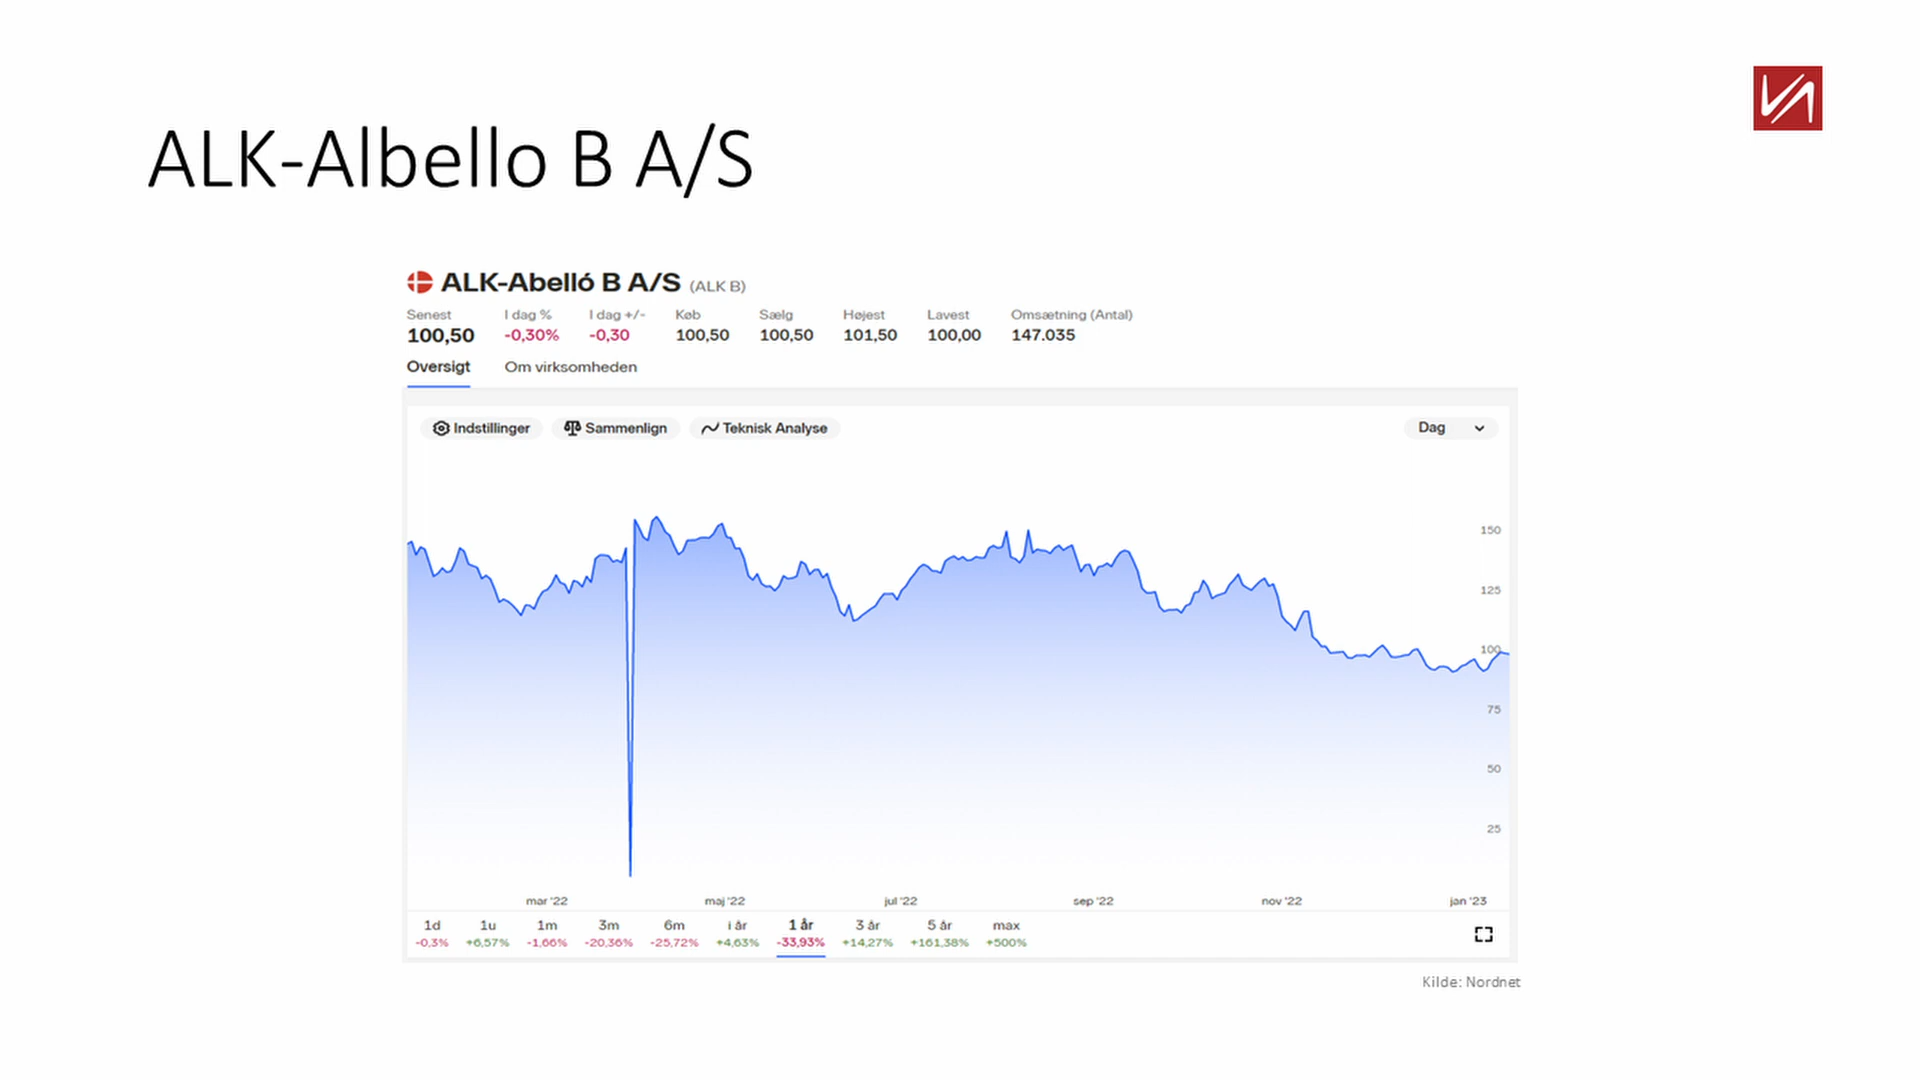 ALK-Albello B A/S
ALK-Abelló B A/S (ALK B)
Senest I dag % I dag +/- Køb Sælg Højest Lavest Omsætning (Antal)
100,50 -0,30% -0,30 100,50 100,50 101,50 100,00 147.035
Oversigt Om virksomheden
Indstillinger Sammenlign Teknisk Analyse Dag
150
125
100
75
50
25
mar '22 maj '22 jul '22 sep '22 nov '22 jan '23
1d 1u 1m 3m 6m i år 1 år 3 år 5 år max
-0,3% +6,57% -1,66% -20,36% -25,72% +4,63% -33,93% +14,27% +161,38% +500%
Kilde: Nordnet